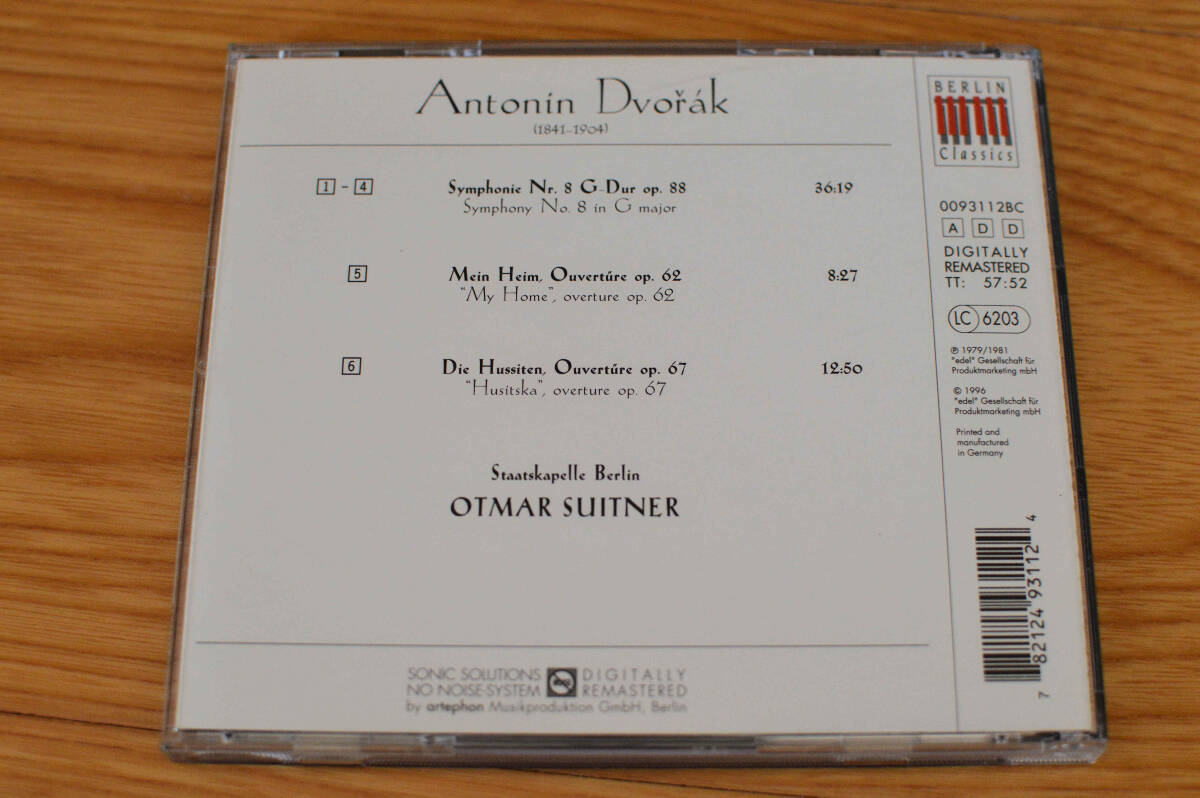 Antonín Dvořák
(1841-1904)
1 - 4 Symphonie Nr. 8 G-Dur op. 88 36:19
Symphony No. 8 in G major
5 Mein Heim, Ouvertüre op. 62 8:27
"My Home", overture op. 62
6 Die Hussiten, Ouvertüre op. 67 12:50
"Husitska", overture op. 67
Staatskapelle Berlin
OTMAR SUITNER
SONIC SOLUTIONS
NO NOISE-SYSTEM
DIGITALLY
REMASTERED
by artephon Musikproduktion GmbH, Berlin
BERLIN
Classics
0093112BC
A D D
DIGITALLY
REMASTERED
TT: 57:52
LC 6203
℗ 1979/1981
"edel" Gesellschaft für
Produktmarketing mbH
© 1996
"edel" Gesellschaft für
Produktmarketing mbH
Printed and
manufactured
in Germany
7 82124 93112 4